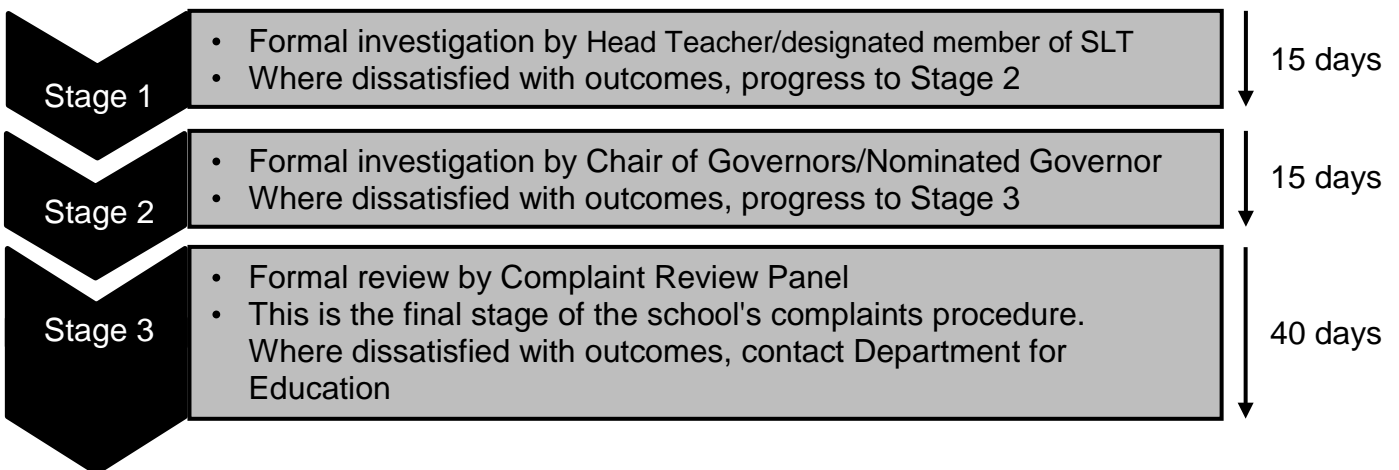 Stage 1
• Formal investigation by Head Teacher/designated member of SLT
• Where dissatisfied with outcomes, progress to Stage 2
15 days
Stage 2
• Formal investigation by Chair of Governors/Nominated Governor
• Where dissatisfied with outcomes, progress to Stage 3
15 days
Stage 3
• Formal review by Complaint Review Panel
• This is the final stage of the school's complaints procedure.
Where dissatisfied with outcomes, contact Department for
Education
40 days